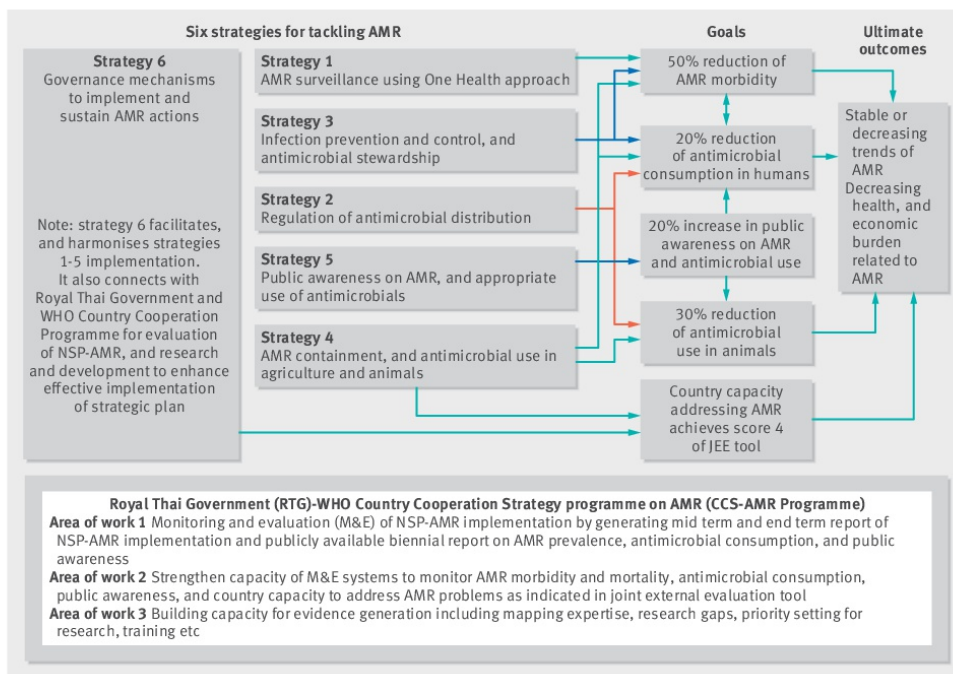 Six strategies for tackling AMR
Goals
Ultimate
outcomes
Strategy 6
Governance mechanisms
to implement and
sustain AMR actions
Note: strategy 6 facilitates,
and harmonises strategies
1-5 implementation.
It also connects with
Royal Thai Government and
WHO Country Cooperation
Programme for evaluation
of NSP-AMR, and research
and development to enhance
effective implementation
of strategic plan
Strategy 1
AMR surveillance using One Health approach
Strategy 3
Infection prevention and control, and
antimicrobial stewardship
Strategy 2
Regulation of antimicrobial distribution
Strategy 5
Public awareness on AMR, and appropriate
use of antimicrobials
Strategy 4
AMR containment, and antimicrobial use in
agriculture and animals
50% reduction of
AMR morbidity
20% reduction
of antimicrobial
consumption in humans
20% increase in public
awareness on AMR
and antimicrobial use
30% reduction
of antimicrobial
use in animals
Country capacity
addressing AMR
achieves score 4
of JEE tool
Stable or
decreasing
trends of
AMR
Decreasing
health, and
economic
burden
related to
AMR
Royal Thai Government (RTG)-WHO Country Cooperation Strategy programme on AMR (CCS-AMR Programme)
Area of work 1 Monitoring and evaluation (M&E) of NSP-AMR implementation by generating mid term and end term report of
NSP-AMR implementation and publicly available biennial report on AMR prevalence, antimicrobial consumption, and public
awareness
Area of work 2 Strengthen capacity of M&E systems to monitor AMR morbidity and mortality, antimicrobial consumption,
public awareness, and country capacity to address AMR problems as indicated in joint external evaluation tool
Area of work 3 Building capacity for evidence generation including mapping expertise, research gaps, priority setting for
research, training etc